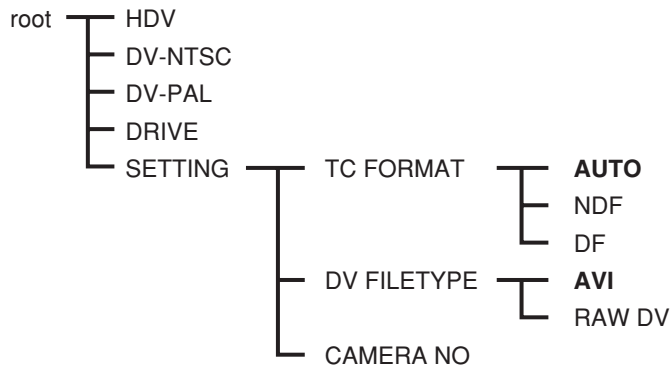 root HDV
DV-NTSC
DV-PAL
DRIVE
SETTING TC FORMAT AUTO
NDF
DF
DV FILETYPE AVI
RAW DV
CAMERA NO